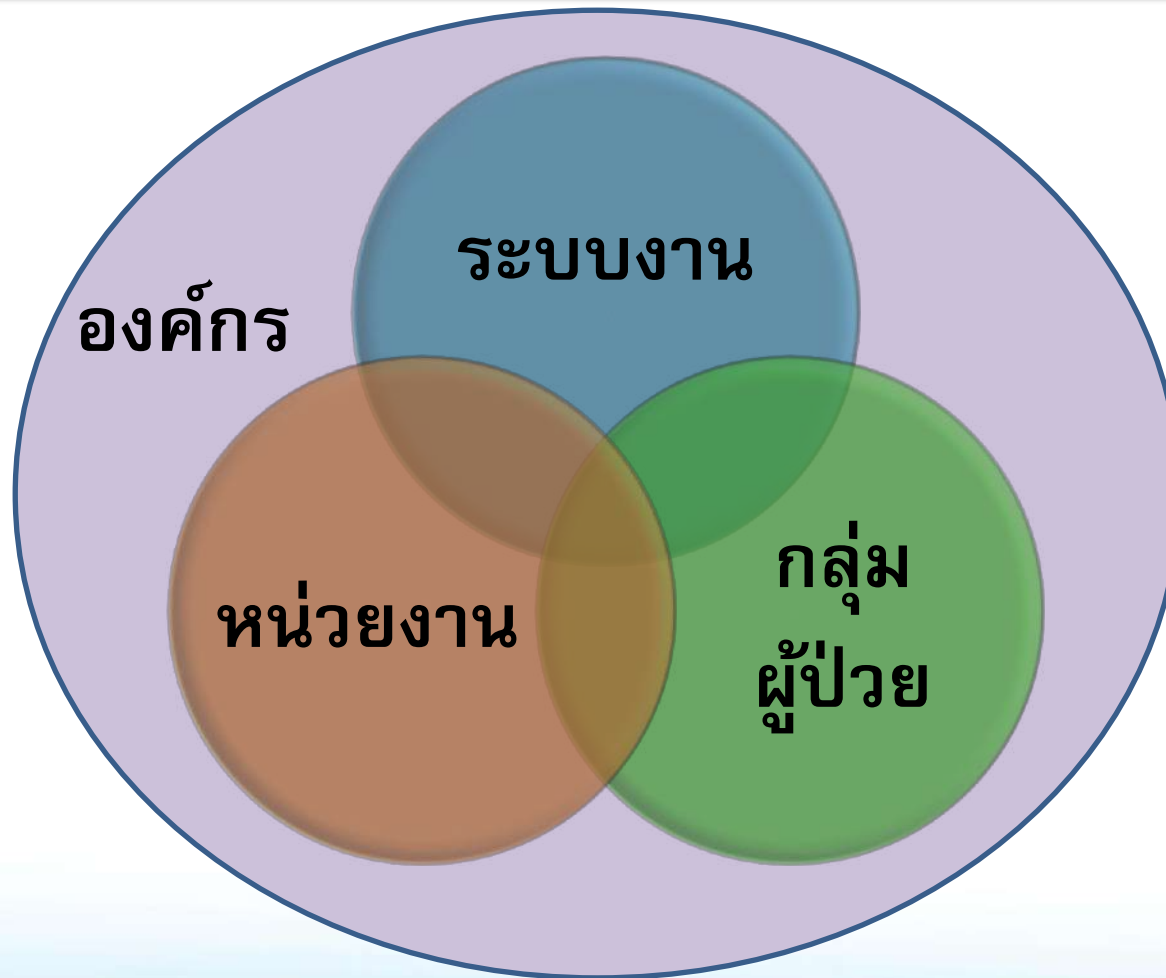 ระบบงาน
องค์กร
หน่วยงาน
กลุ่ม
ผู้ป่วย